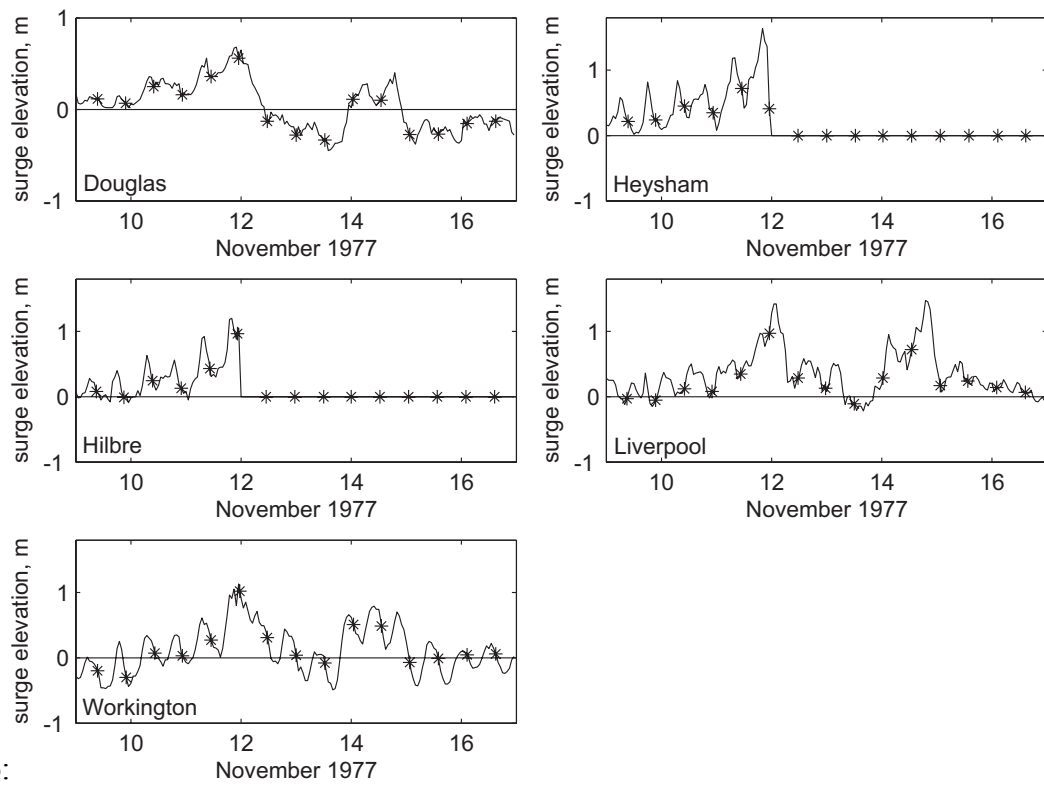 surge elevation, m
1
0
-1
Douglas
10 12 14 16
November 1977
surge elevation, m
1
0
-1
Heysham
10 12 14 16
November 1977
surge elevation, m
1
0
-1
Hilbre
10 12 14 16
November 1977
surge elevation, m
1
0
-1
Liverpool
10 12 14 16
November 1977
surge elevation, m
1
0
-1
Workington
10 12 14 16
November 1977